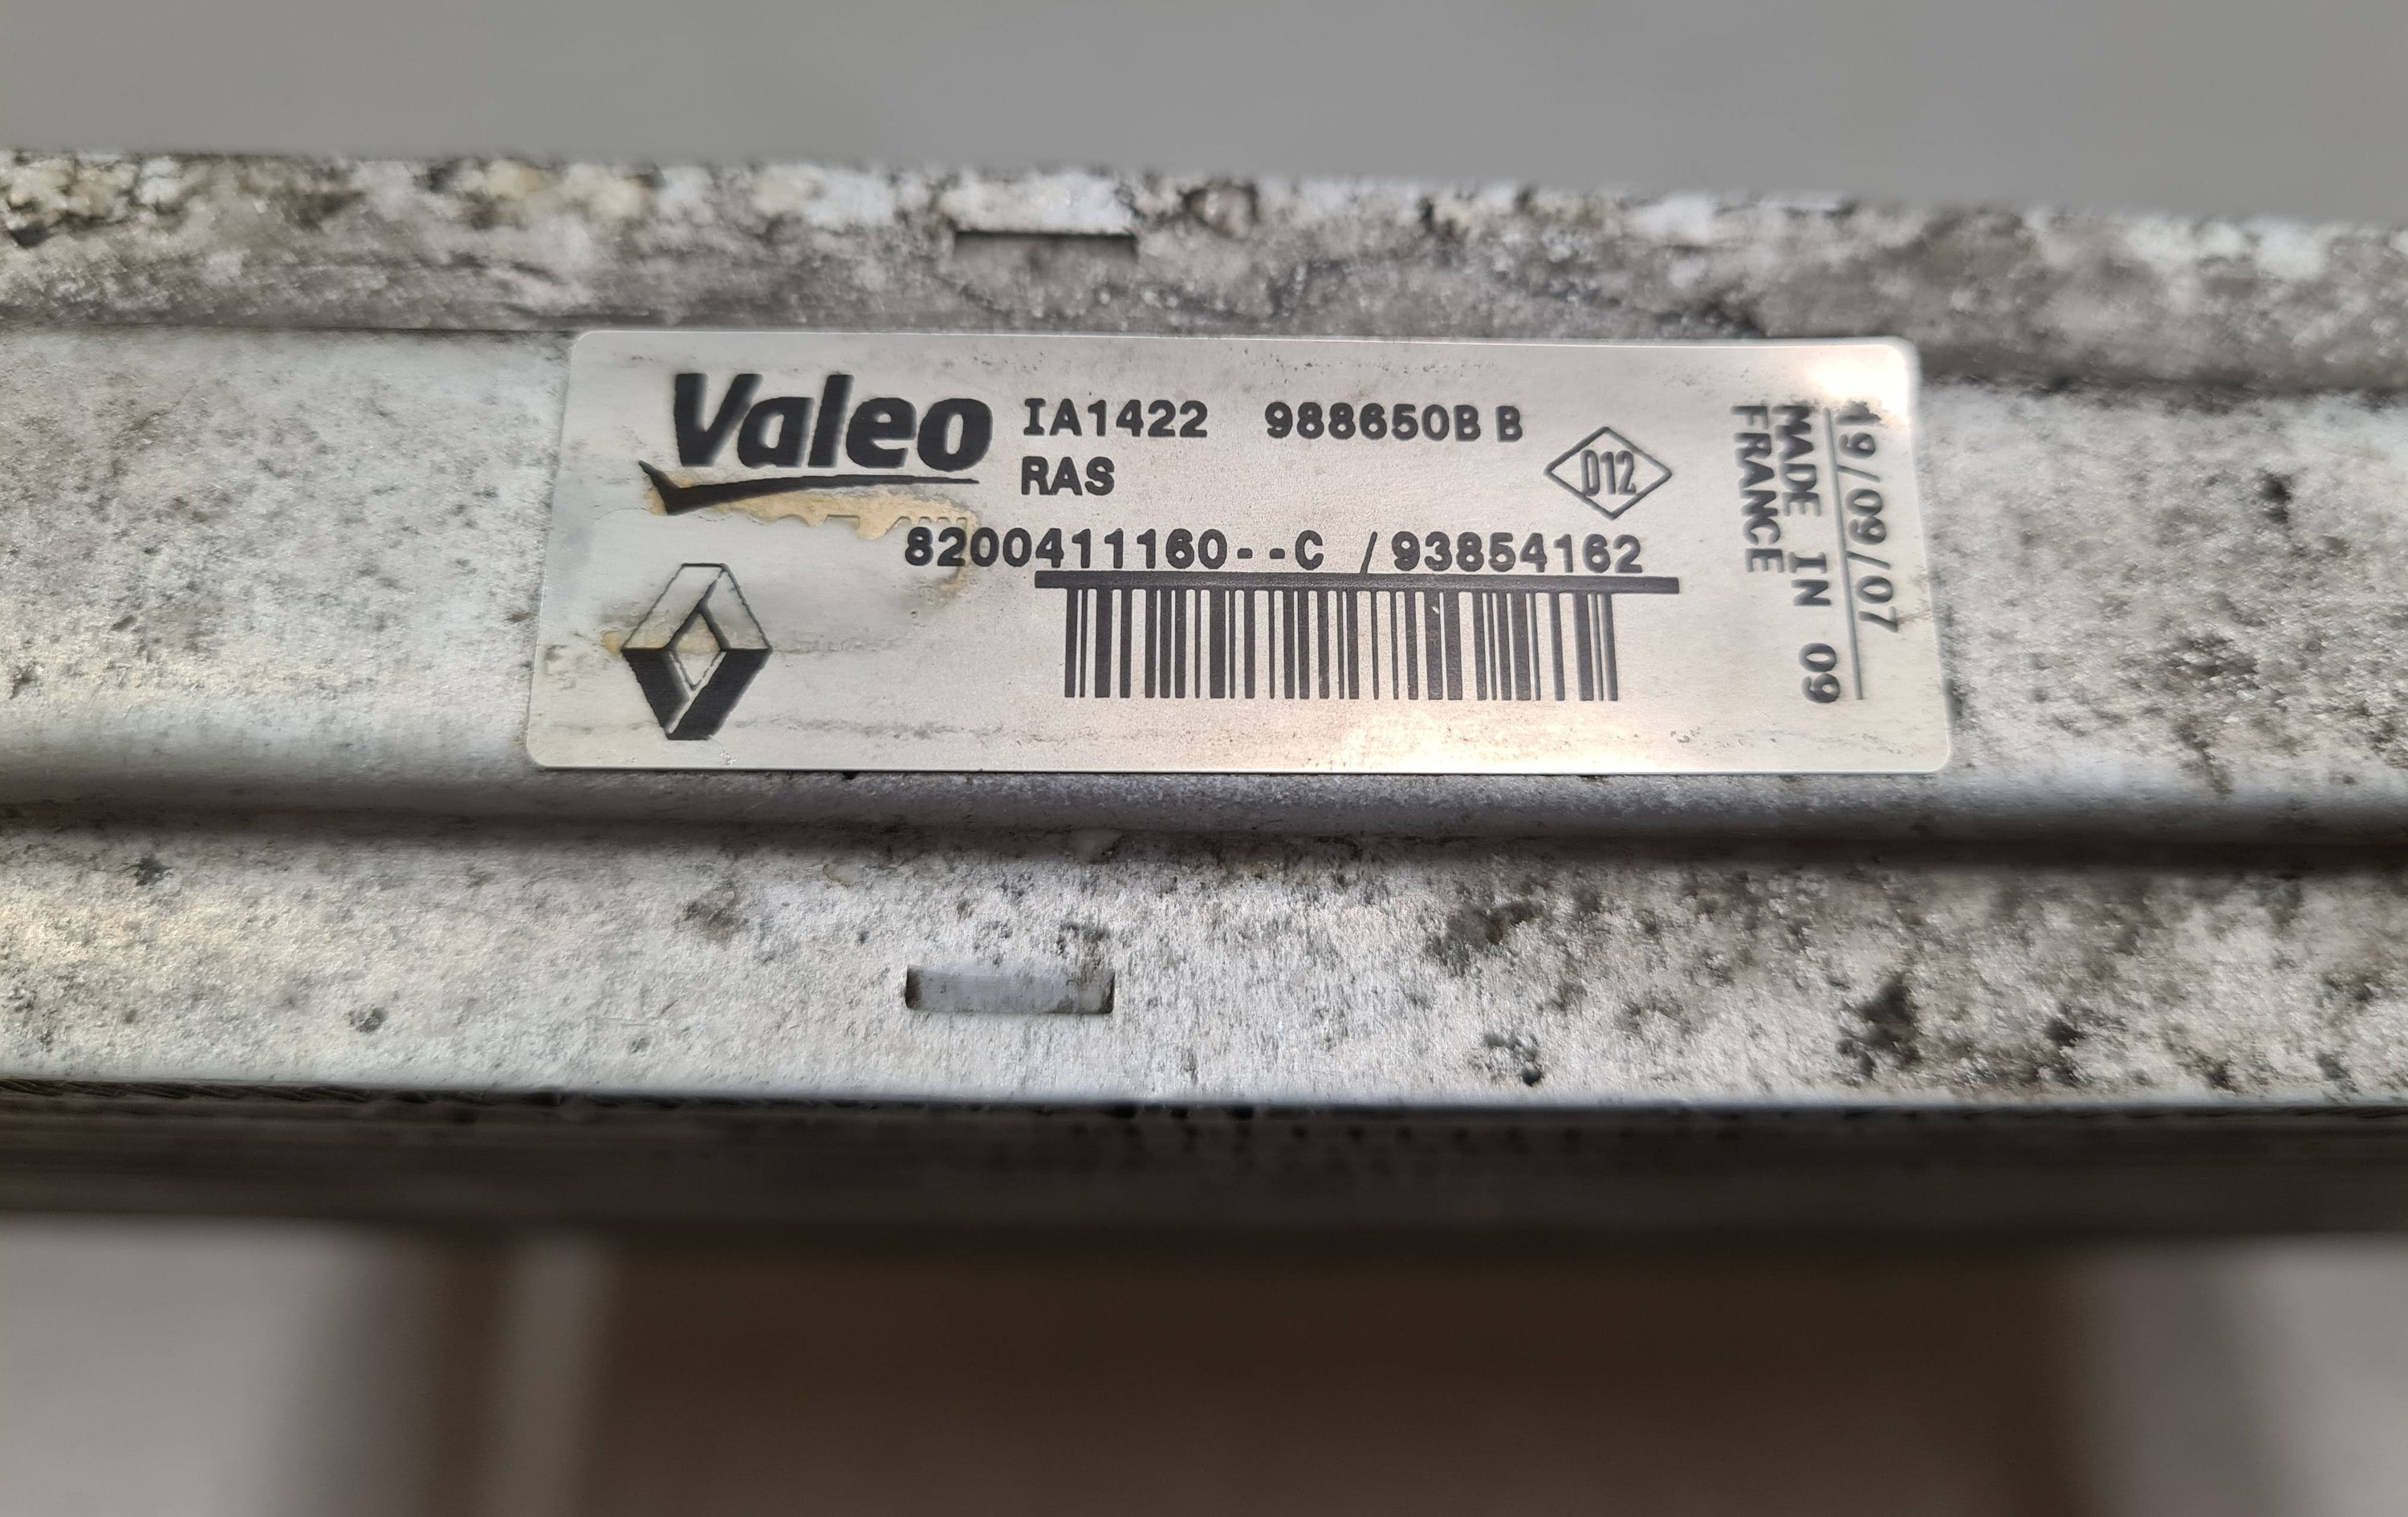 Valeo IA1422 988650B B
RAS
D12
8200411160--C /93854162
19/09/07
MADE IN 09
FRANCE